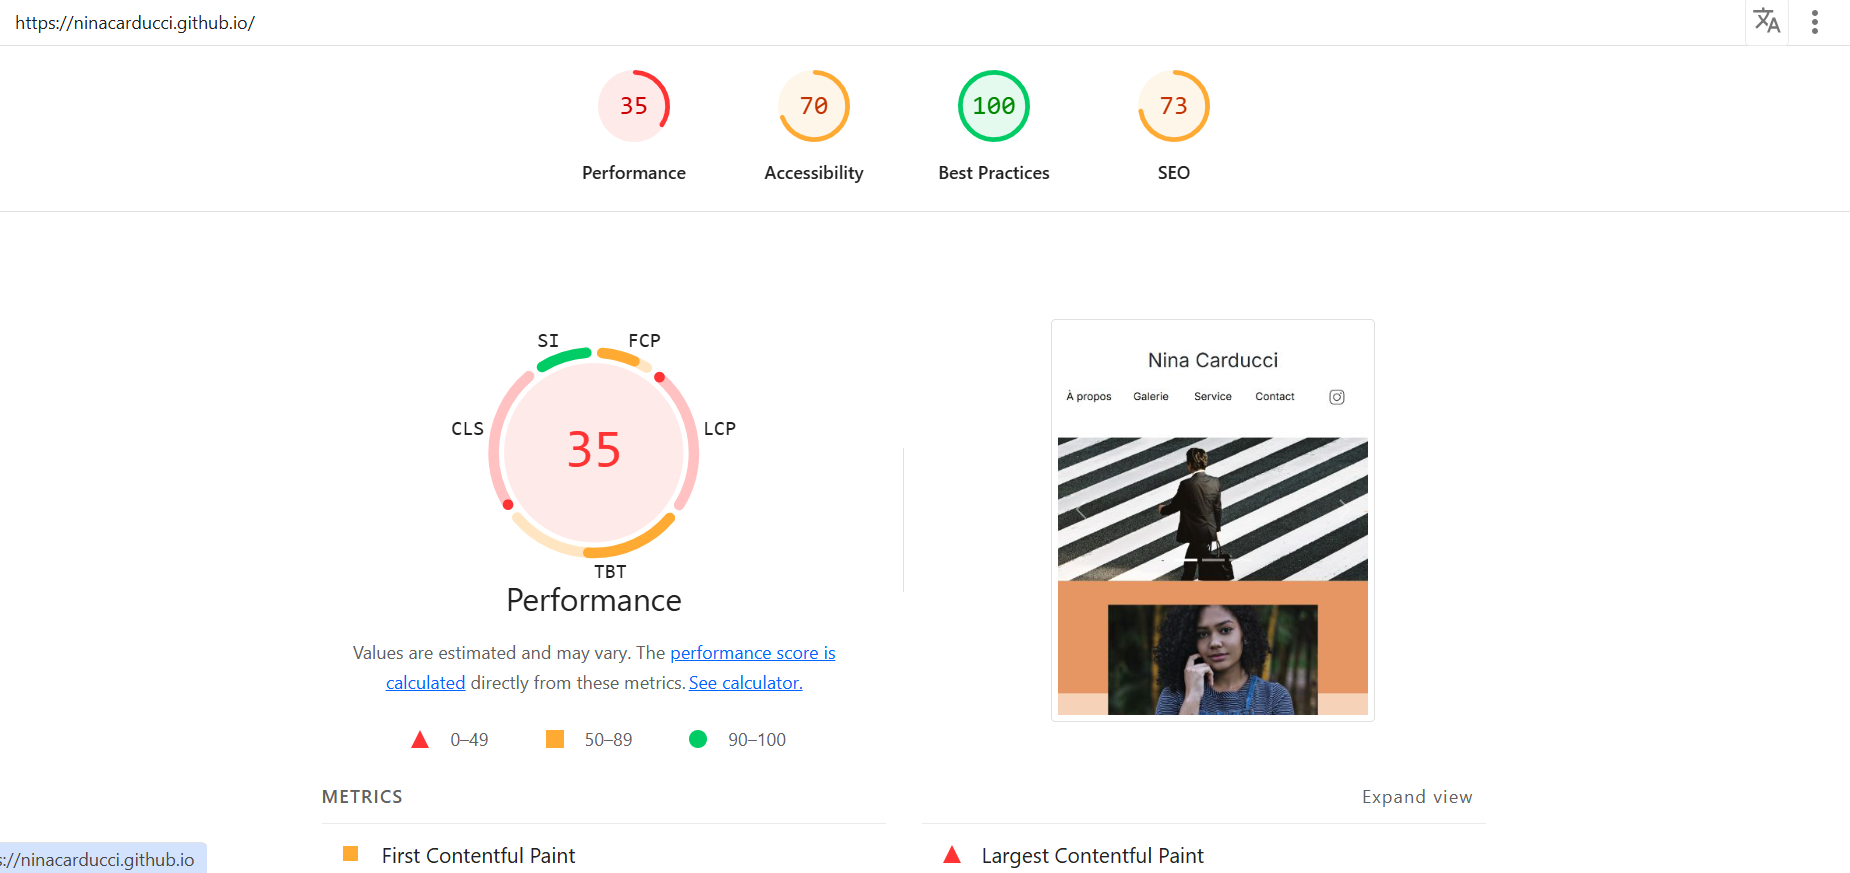 https://ninacarducci.github.io/
35
70
100
73
Performance
Accessibility
Best Practices
SEO
SI
FCP
CLS
LCP
35
TBT
Performance
Values are estimated and may vary. The performance score is
calculated directly from these metrics. See calculator.
0–49
50–89
90–100
Nina Carducci
À propos
Galerie
Service
Contact
METRICS
Expand view
First Contentful Paint
Largest Contentful Paint
s://ninacarducci.github.io